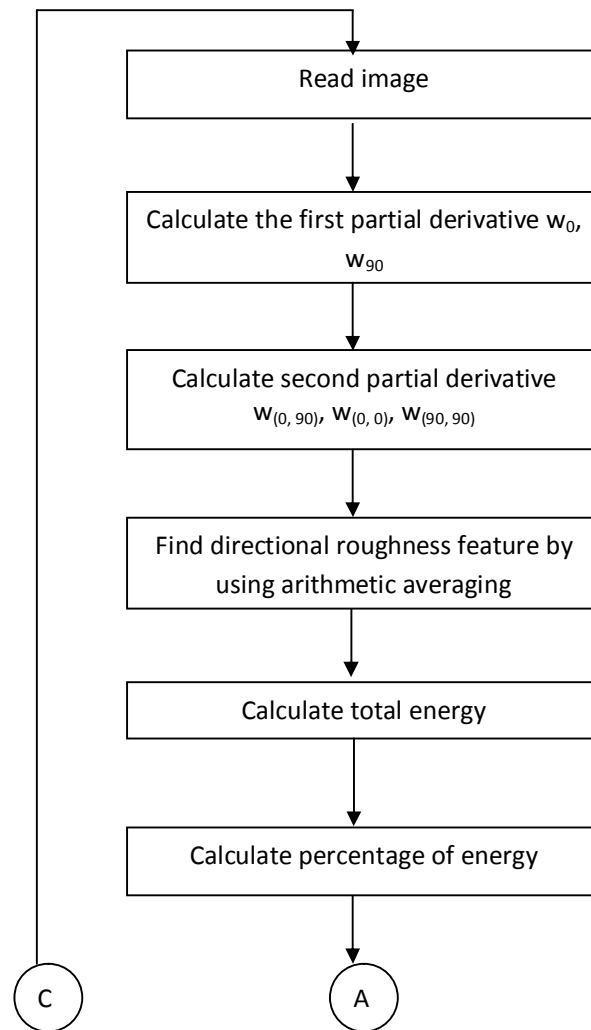 Read image
Calculate the first partial derivative w₀,
w₉₀
Calculate second partial derivative
w₍₀, ₉₀₎, w₍₀, ₀₎, w₍₉₀, ₉₀₎
Find directional roughness feature by
using arithmetic averaging
Calculate total energy
Calculate percentage of energy
C
A